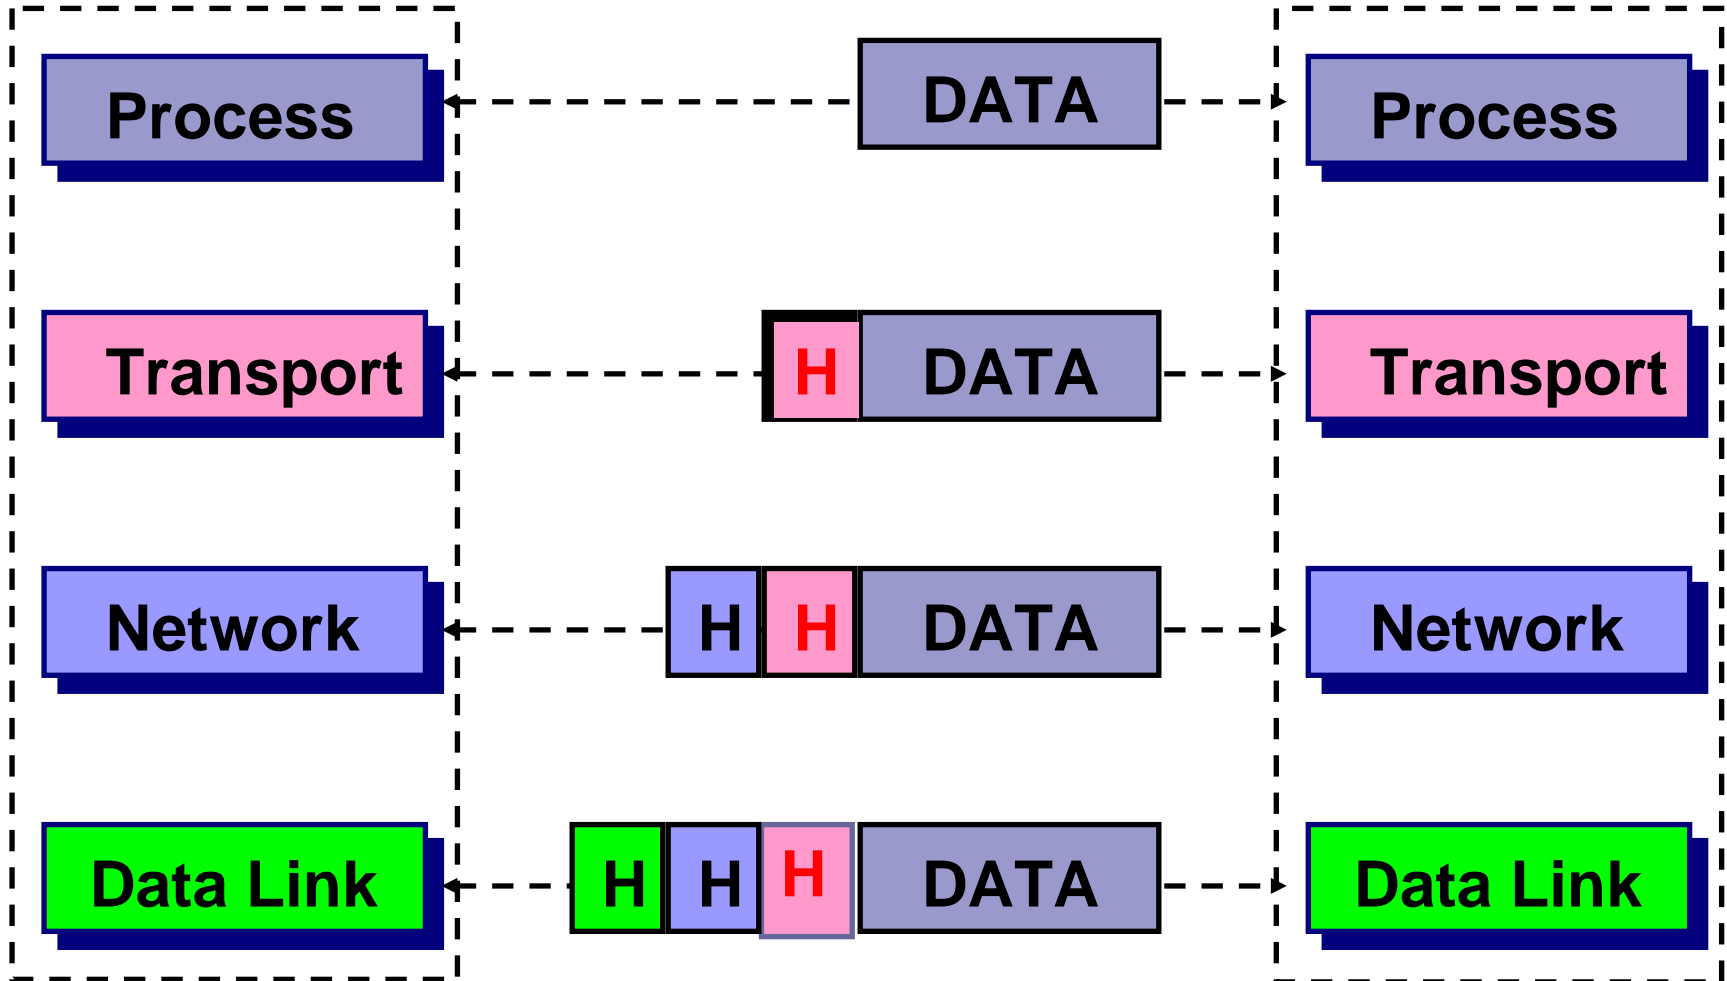 Process DATA Process
Transport H DATA Transport
Network H H DATA Network
Data Link H H H DATA Data Link